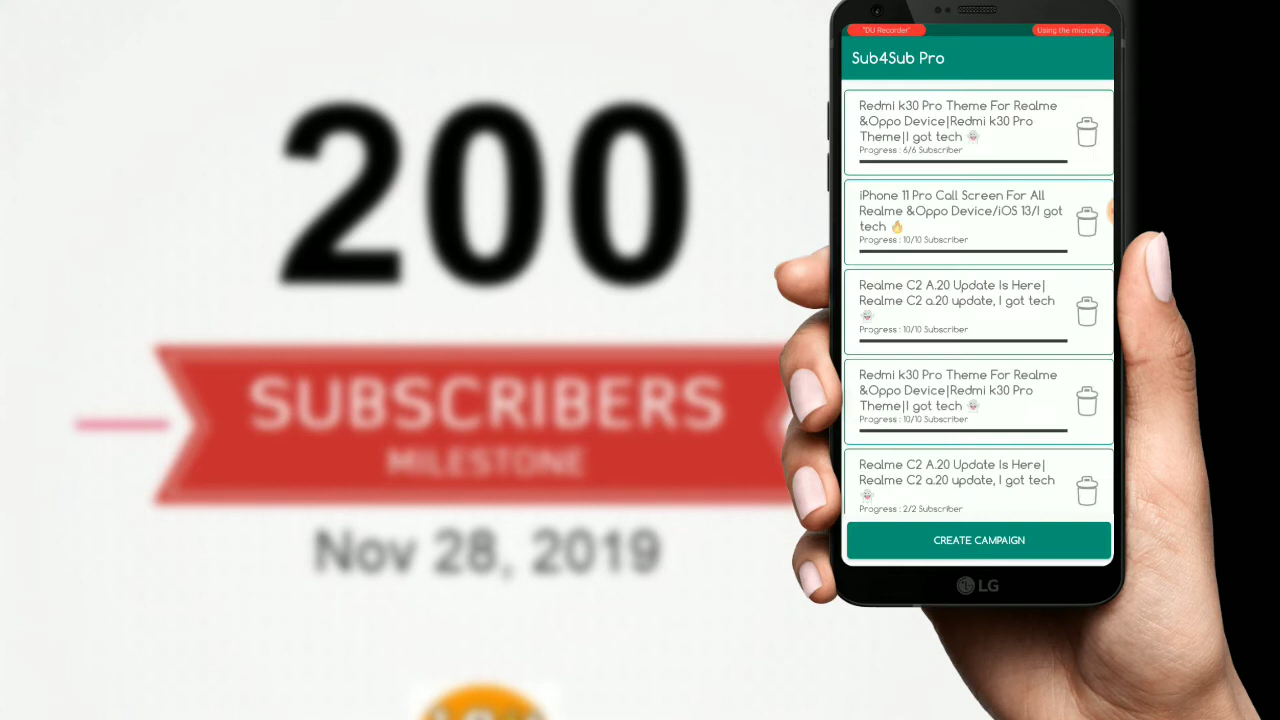 200
SUBSCRIBERS
MILESTONE
Nov 28, 2019
"DU Recorder"
Using the micropho...
Sub4Sub Pro
Redmi k30 Pro Theme For Realme
&Oppo Device|Redmi k30 Pro
Theme|I got tech 👻
Progress : 6/6 Subscriber
iPhone 11 Pro Call Screen For All
Realme &Oppo Device/iOS 13/I got
tech 🔥
Progress : 10/10 Subscriber
Realme C2 A.20 Update Is Here|
Realme C2 a.20 update, I got tech
👻
Progress : 10/10 Subscriber
Redmi k30 Pro Theme For Realme
&Oppo Device|Redmi k30 Pro
Theme|I got tech 👻
Progress : 10/10 Subscriber
Realme C2 A.20 Update Is Here|
Realme C2 a.20 update, I got tech
👻
Progress : 2/2 Subscriber
CREATE CAMPAIGN
LG